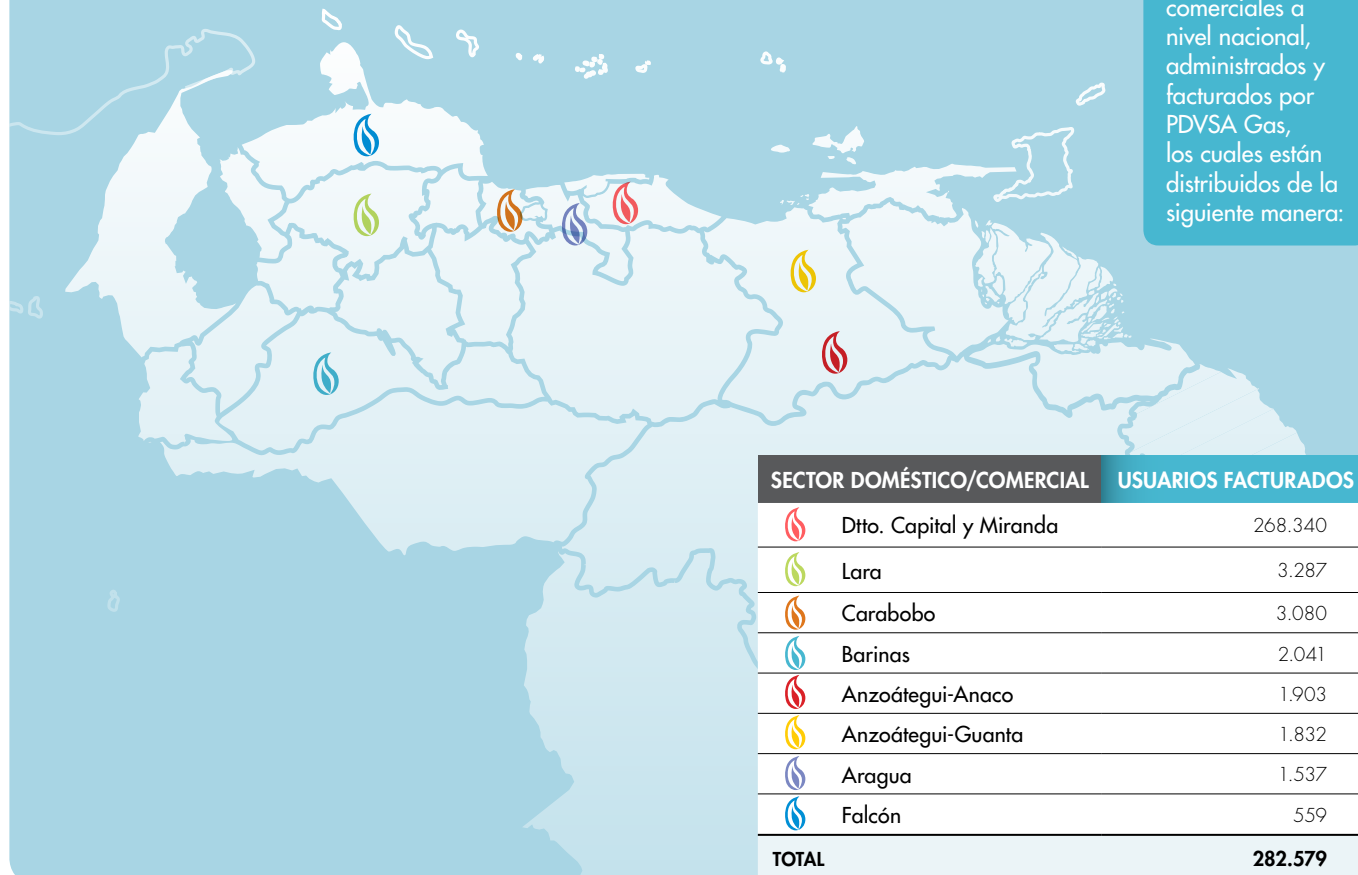 comerciales a
nivel nacional,
administrados y
facturados por
PDVSA Gas,
los cuales están
distribuidos de la
siguiente manera:
SECTOR DOMÉSTICO/COMERCIAL USUARIOS FACTURADOS
Dtto. Capital y Miranda 268.340
Lara 3.287
Carabobo 3.080
Barinas 2.041
Anzoátegui-Anaco 1.903
Anzoátegui-Guanta 1.832
Aragua 1.537
Falcón 559
TOTAL 282.579